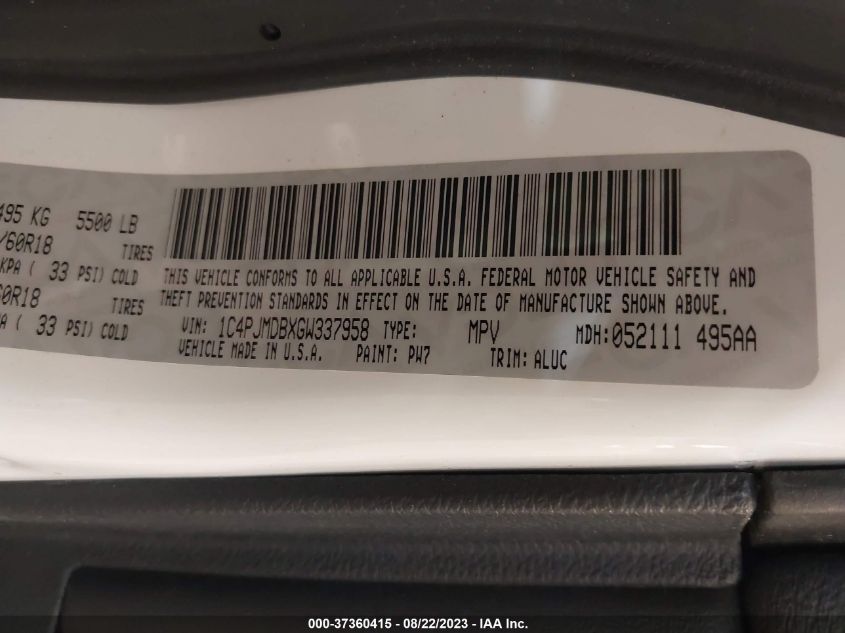 495 KG 5500 LB
/60R18 TIRES
KPA ( 33 PSI) COLD
60R18 TIRES
A ( 33 PSI) COLD
THIS VEHICLE CONFORMS TO ALL APPLICABLE U.S.A. FEDERAL MOTOR VEHICLE SAFETY AND
THEFT PREVENTION STANDARDS IN EFFECT ON THE DATE OF MANUFACTURE SHOWN ABOVE.
VIN: 1C4PJMDBXGW337958 TYPE: MPV MDH:052111 495AA
VEHICLE MADE IN U.S.A. PAINT: PW7 TRIM: ALUC
000-37360415 - 08/22/2023 - IAA Inc.